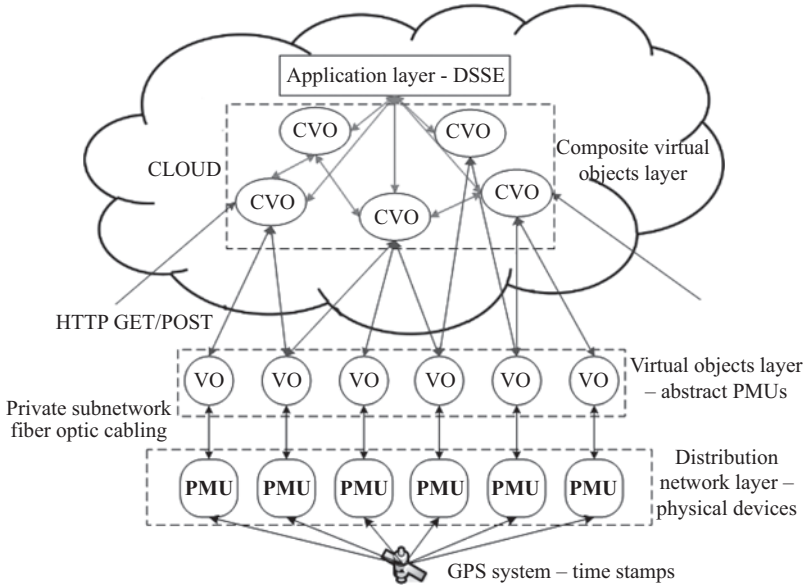 Application layer - DSSE
CVO
CVO
CLOUD
Composite virtual
objects layer
CVO
CVO
CVO
HTTP GET/POST
VO
VO
VO
VO
VO
VO
Virtual objects layer
– abstract PMUs
Private subnetwork
fiber optic cabling
PMU
PMU
PMU
PMU
PMU
PMU
Distribution
network layer –
physical devices
GPS system – time stamps